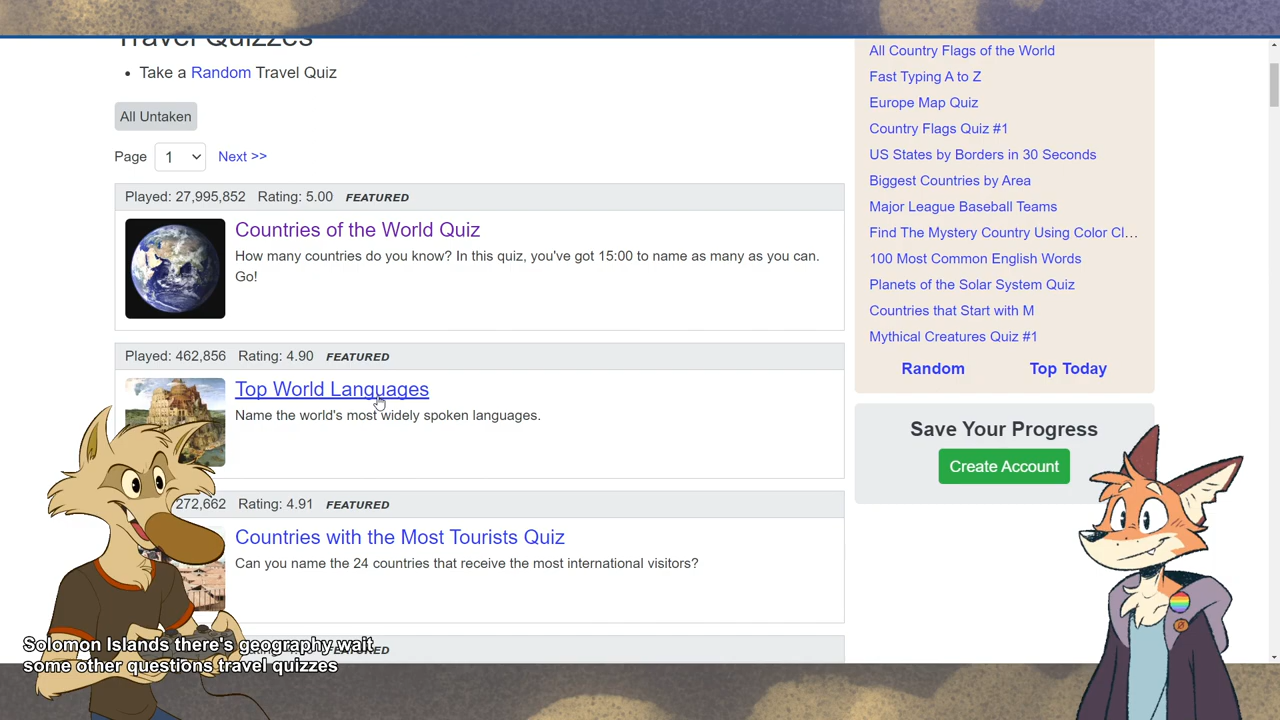 Travel Quizzes
• Take a Random Travel Quiz
All Untaken
Page 1 Next >>
Played: 27,995,852 Rating: 5.00 FEATURED
Countries of the World Quiz
How many countries do you know? In this quiz, you've got 15:00 to name as many as you can.
Go!
Played: 462,856 Rating: 4.90 FEATURED
Top World Languages
Name the world's most widely spoken languages.
272,662 Rating: 4.91 FEATURED
Countries with the Most Tourists Quiz
Can you name the 24 countries that receive the most international visitors?
FEATURED
All Country Flags of the World
Fast Typing A to Z
Europe Map Quiz
Country Flags Quiz #1
US States by Borders in 30 Seconds
Biggest Countries by Area
Major League Baseball Teams
Find The Mystery Country Using Color Cl...
100 Most Common English Words
Planets of the Solar System Quiz
Countries that Start with M
Mythical Creatures Quiz #1
Random Top Today
Save Your Progress
Create Account
Solomon Islands there's geography wait
some other questions travel quizzes